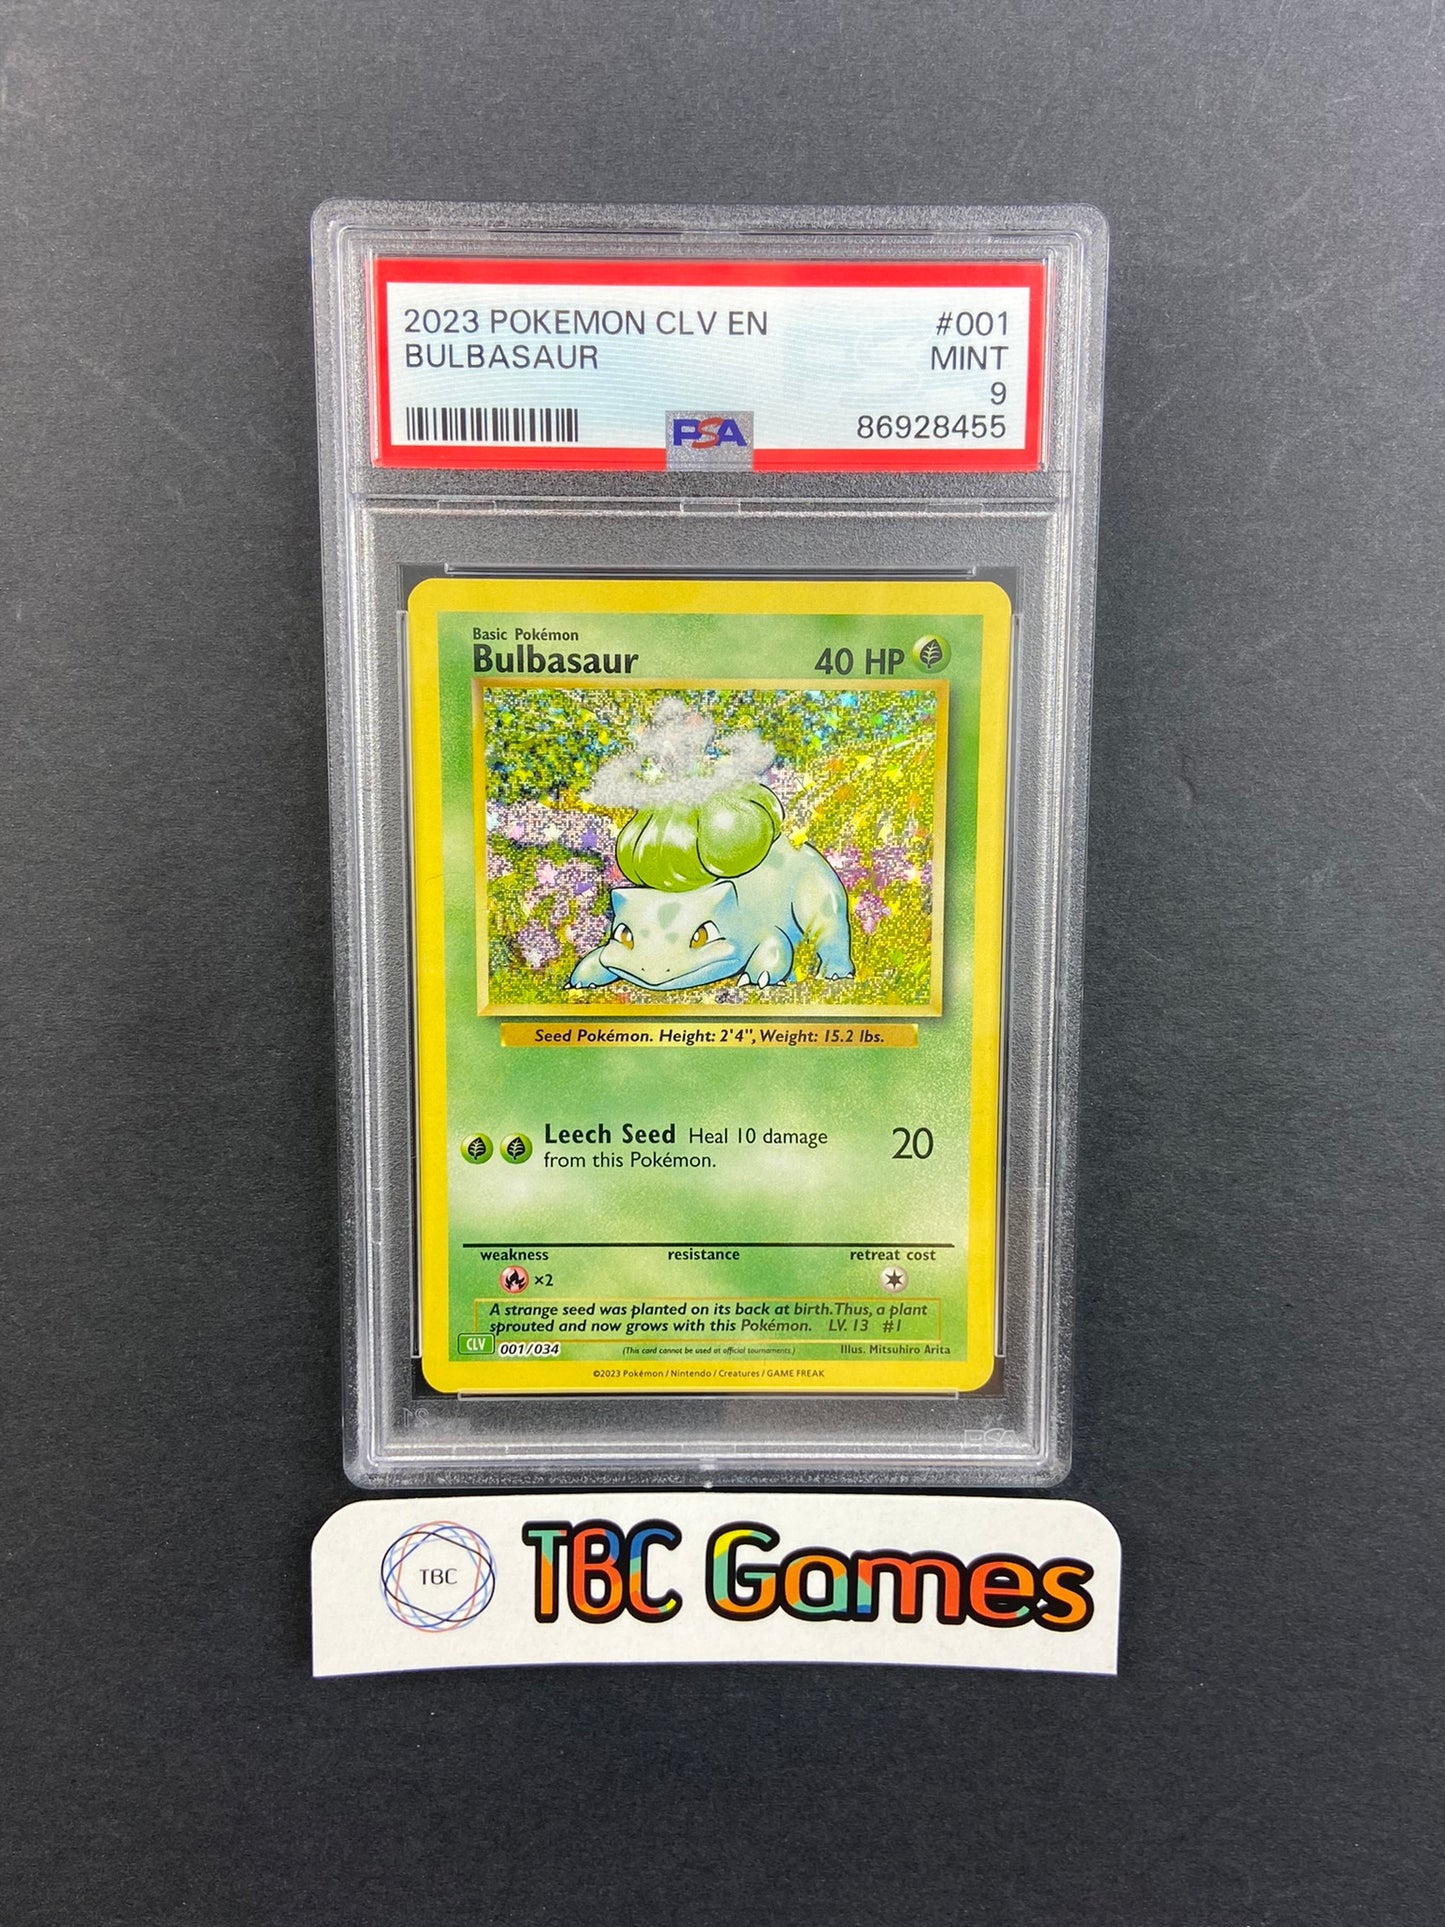 2023 POKEMON CLV EN #001
BULBASAUR MINT
9
PSA 86928455
Basic Pokémon
Bulbasaur 40 HP
Seed Pokémon. Height: 2'4", Weight: 15.2 lbs.
Leech Seed Heal 10 damage 20
from this Pokémon.
weakness resistance retreat cost
×2
A strange seed was planted on its back at birth. Thus, a plant
sprouted and now grows with this Pokémon. LV. 13 #1
CLV 001/034 (This card cannot be used at official tournaments.) Illus. Mitsuhiro Arita
©2023 Pokémon / Nintendo / Creatures / GAME FREAK
PSA
TBC TBC Games